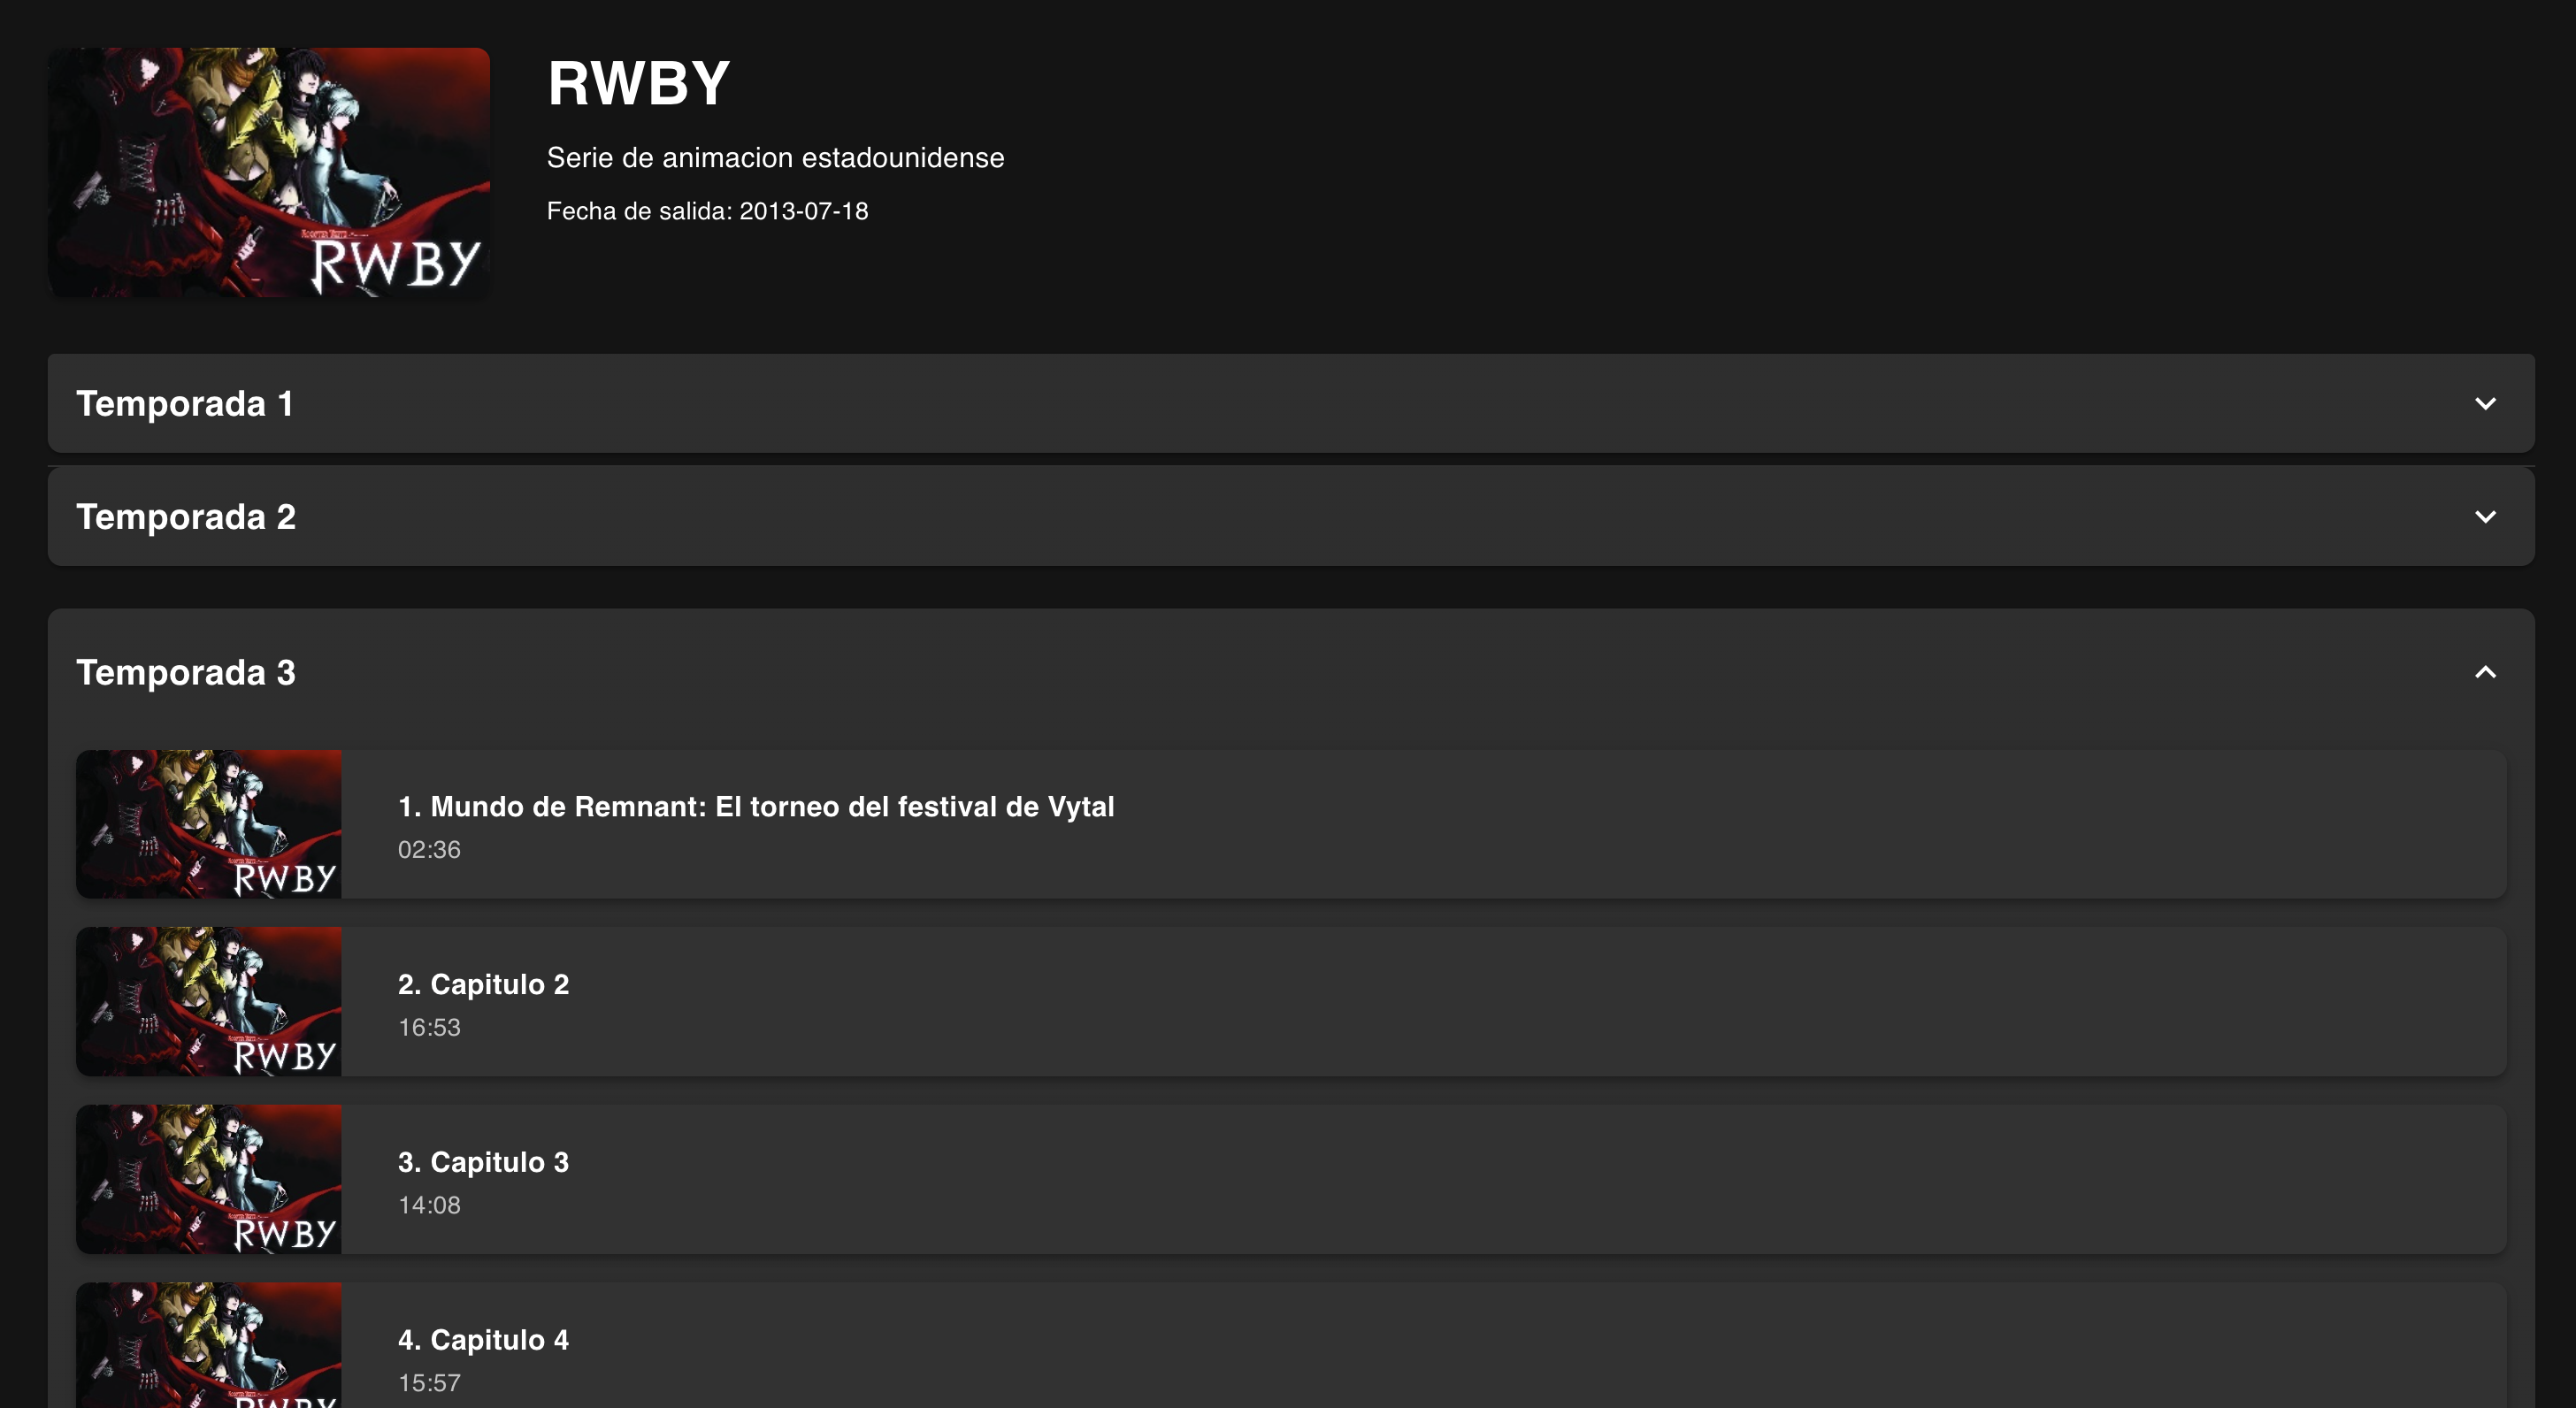 RWBY
RWBY
Serie de animacion estadounidense
Fecha de salida: 2013-07-18
Temporada 1
Temporada 2
Temporada 3
RWBY
1. Mundo de Remnant: El torneo del festival de Vytal
02:36
RWBY
2. Capitulo 2
16:53
RWBY
3. Capitulo 3
14:08
RWBY
4. Capitulo 4
15:57